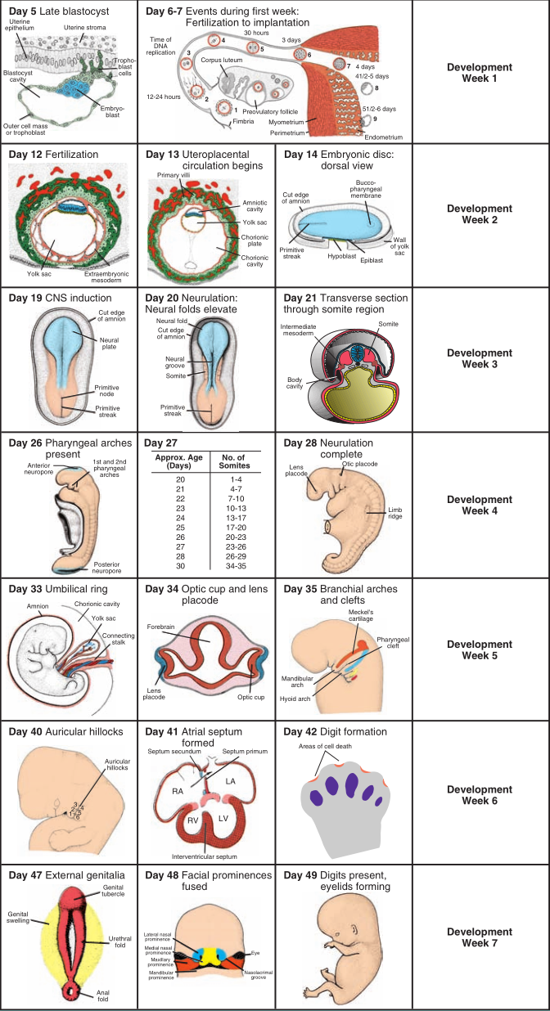 Day 5 Late blastocyst
Uterine
epithelium
Uterine stroma
Tropho-
blast
cells
Blastocyst
cavity
Embryo-
blast
Outer cell mass
or trophoblast
Day 6-7 Events during first week:
Fertilization to implantation
Time of
DNA
replication
30 hours
3 days
4
5
6
7
4 days
3
Corpus luteum
41/2-5 days
8
12-24 hours
2
1
Preovulatory follicle
51/2-6 days
Fimbria
Myometrium
9
Perimetrium
Endometrium
Development
Week 1
Day 12 Fertilization
Yolk sac
Extraembryonic
mesoderm
Day 13 Uteroplacental
circulation begins
Primary villi
Amniotic
cavity
Yolk sac
Chorionic
plate
Chorionic
cavity
Day 14 Embryonic disc:
dorsal view
Cut edge
of amnion
Bucco-
pharyngeal
membrane
Primitive
streak
Hypoblast
Epiblast
Wall
of yolk
sac
Development
Week 2
Day 19 CNS induction
Cut edge
of amnion
Neural
plate
Primitive
node
Primitive
streak
Day 20 Neurulation:
Neural folds elevate
Neural fold
Cut edge
of amnion
Neural
groove
Somite
Primitive
streak
Day 21 Transverse section
through somite region
Intermediate
mesoderm
Somite
Body
cavity
Development
Week 3
Day 26 Pharyngeal arches
present
Anterior
neuropore
1st and 2nd
pharyngeal
arches
Posterior
neuropore
Day 27
Approx. Age
(Days)
No. of
Somites
20 1-4
21 4-7
22 7-10
23 10-13
24 13-17
25 17-20
26 20-23
27 23-26
28 26-29
30 34-35
Day 28 Neurulation
complete
Lens
placode
Otic placode
Limb
ridge
Development
Week 4
Day 33 Umbilical ring
Amnion
Chorionic cavity
Yolk sac
Connecting
stalk
Day 34 Optic cup and lens
placode
Forebrain
Lens
placode
Optic cup
Day 35 Branchial arches
and clefts
Meckel's
cartilage
Pharyngeal
cleft
Mandibular
arch
Hyoid arch
Development
Week 5
Day 40 Auricular hillocks
Auricular
hillocks
Day 41 Atrial septum
formed
Septum secundum
Septum primum
RA
LA
RV
LV
Interventricular septum
Day 42 Digit formation
Areas of cell death
Development
Week 6
Day 47 External genitalia
Genital
tubercle
Genital
swelling
Urethral
fold
Anal
fold
Day 48 Facial prominences
fused
Lateral nasal
prominence
Medial nasal
prominence
Maxillary
prominence
Mandibular
prominence
Eye
Nasolacrimal
groove
Day 49 Digits present,
eyelids forming
Development
Week 7